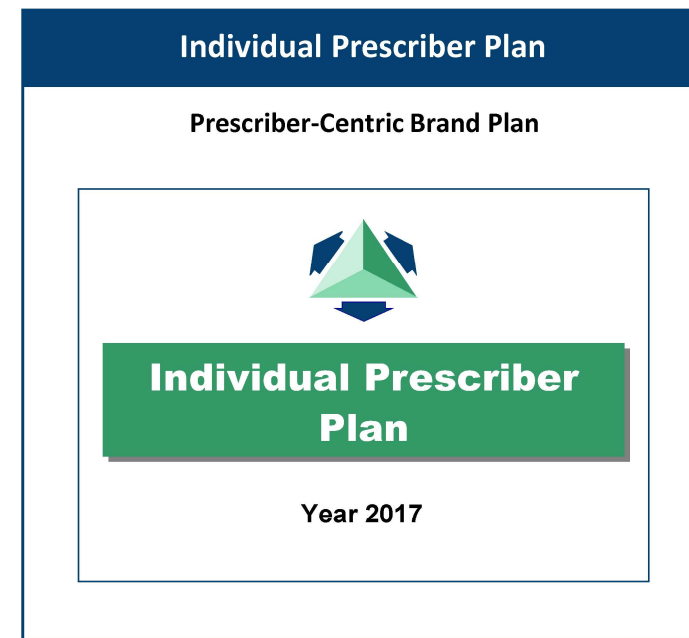 Individual Prescriber Plan
Prescriber-Centric Brand Plan
Individual Prescriber
Plan
Year 2017